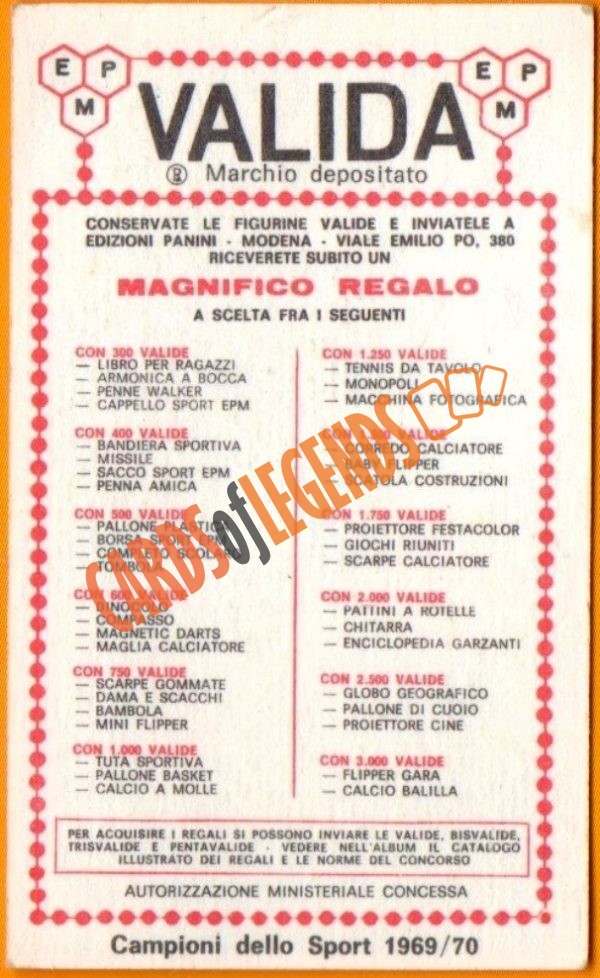 E P
M
E P
M
VALIDA
® Marchio depositato
CONSERVATE LE FIGURINE VALIDE E INVIATELE A
EDIZIONI PANINI - MODENA - VIALE EMILIO PO, 380
RICEVERETE SUBITO UN
MAGNIFICO REGALO
A SCELTA FRA I SEGUENTI
CON 300 VALIDE
— LIBRO PER RAGAZZI
— ARMONICA A BOCCA
— PENNE WALKER
— CAPPELLO SPORT EPM
CON 400 VALIDE
— BANDIERA SPORTIVA
— MISSILE
— SACCO SPORT EPM
— PENNA AMICA
CON 500 VALIDE
— PALLONE PLASTICA
— BORSA SPORT EPM
— COMPLETO SCOLARO
— TOMBOLA
CON 600 VALIDE
— BINOCOLO
— COMPASSO
— MAGNETIC DARTS
— MAGLIA CALCIATORE
CON 750 VALIDE
— SCARPE GOMMATE
— DAMA E SCACCHI
— BAMBOLA
— MINI FLIPPER
CON 1.000 VALIDE
— TUTA SPORTIVA
— PALLONE BASKET
— CALCIO A MOLLE
CON 1.250 VALIDE
— TENNIS DA TAVOLO
— MONOPOLI
— MACCHINA FOTOGRAFICA
CON VALIDE
— CORREDO CALCIATORE
— BABY FLIPPER
— SCATOLA COSTRUZIONI
CON 1.750 VALIDE
— PROIETTORE FESTACOLOR
— GIOCHI RIUNITI
— SCARPE CALCIATORE
CON 2.000 VALIDE
— PATTINI A ROTELLE
— CHITARRA
— ENCICLOPEDIA GARZANTI
CON 2.500 VALIDE
— GLOBO GEOGRAFICO
— PALLONE DI CUOIO
— PROIETTORE CINE
CON 3.000 VALIDE
— FLIPPER GARA
— CALCIO BALILLA
CARDS of LEGENDS
PER ACQUISIRE I REGALI SI POSSONO INVIARE LE VALIDE, BISVALIDE,
TRISVALIDE E PENTAVALIDE - VEDERE NELL'ALBUM IL CATALOGO
ILLUSTRATO DEI REGALI E LE NORME DEL CONCORSO
AUTORIZZAZIONE MINISTERIALE CONCESSA
Campioni dello Sport 1969/70